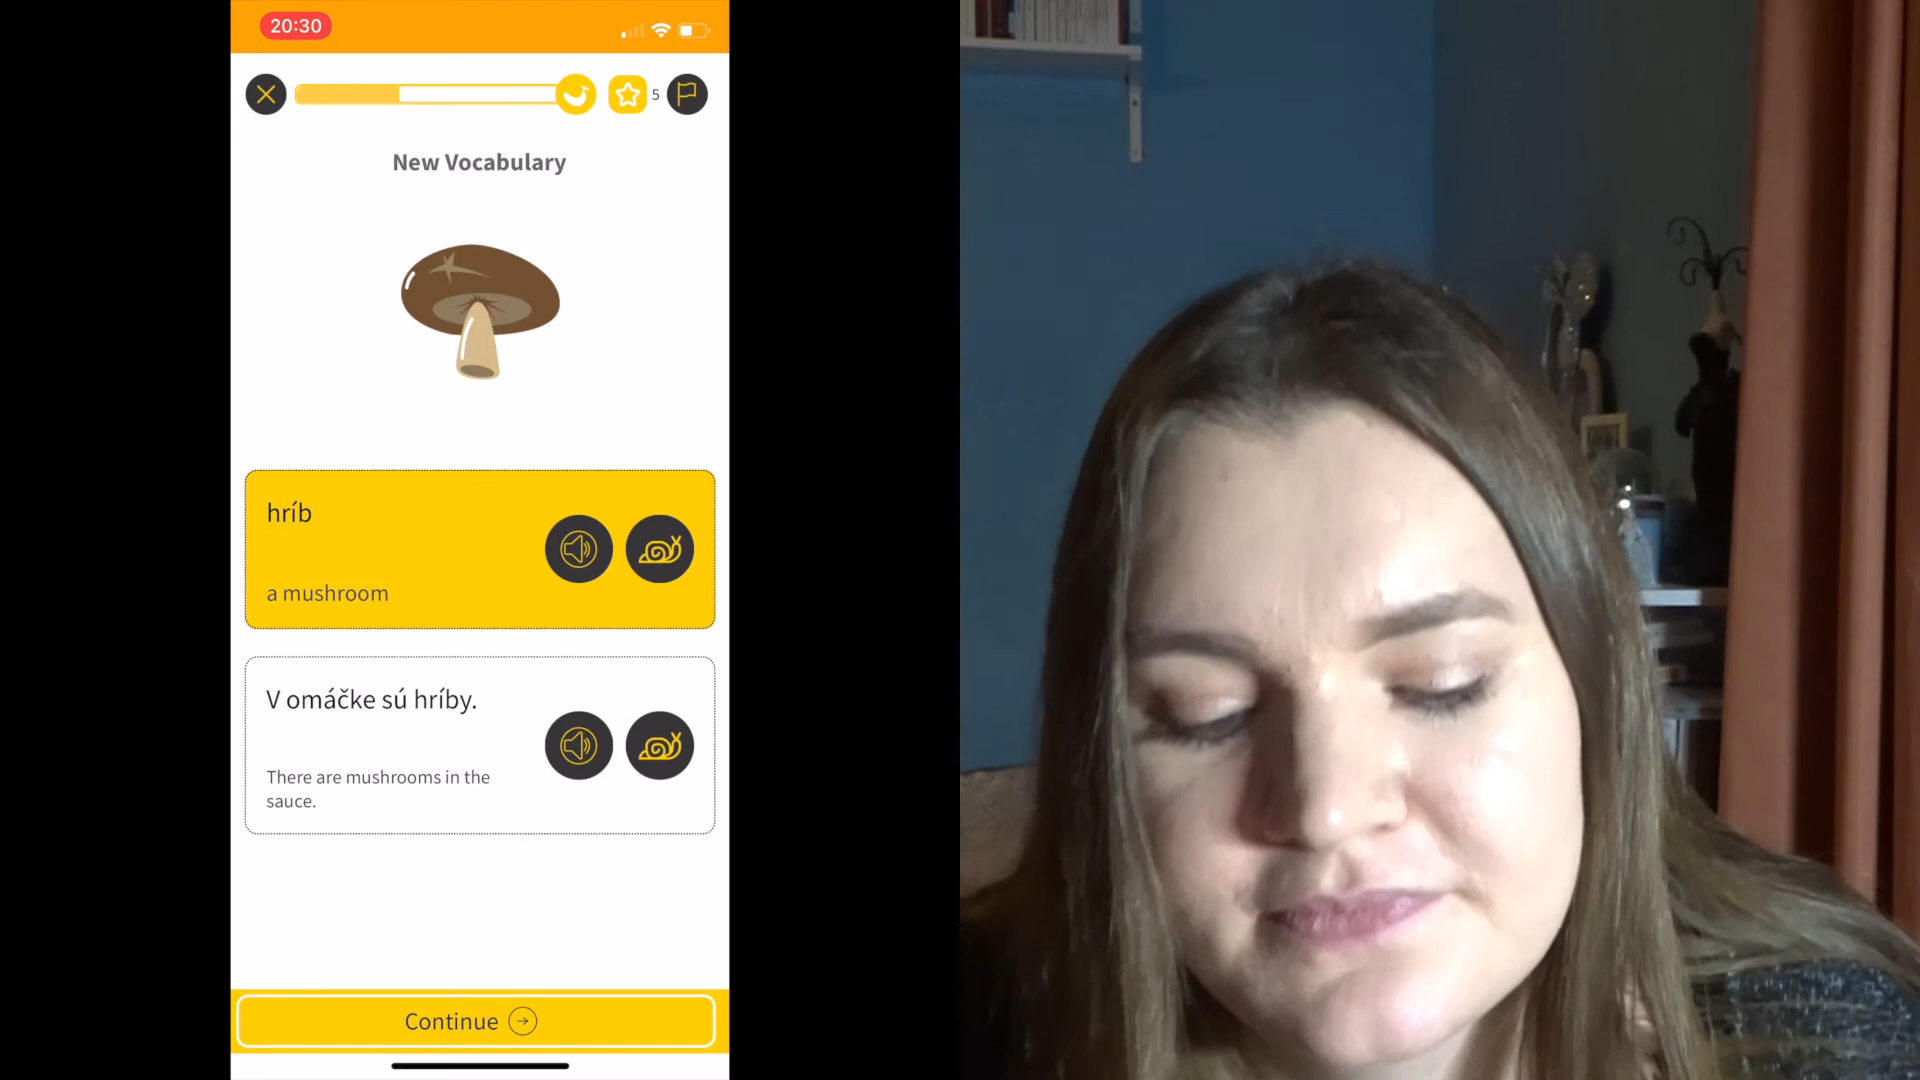 20:30
5
New Vocabulary
hríb
a mushroom
V omáčke sú hríby.
There are mushrooms in the
sauce.
Continue